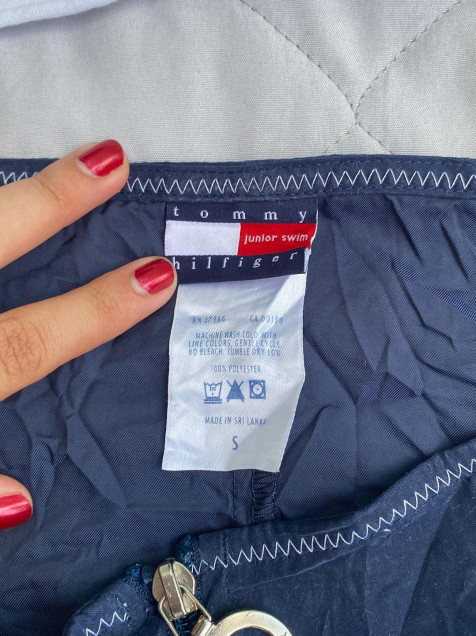 tommy
junior swim
hilfiger
MACHINE WASH COLD WITH
LIKE COLORS, GENTLE CYCLE
NO BLEACH, TUMBLE DRY LOW
100% POLYESTER
MADE IN SRI LANKA
S